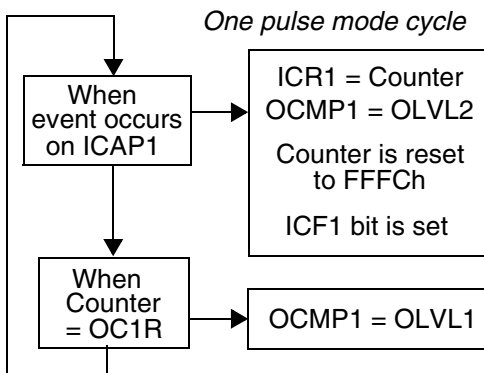 One pulse mode cycle
When
event occurs
on ICAP1
ICR1 = Counter
OCMP1 = OLVL2
Counter is reset
to FFFCh
ICF1 bit is set
When
Counter
= OC1R
OCMP1 = OLVL1